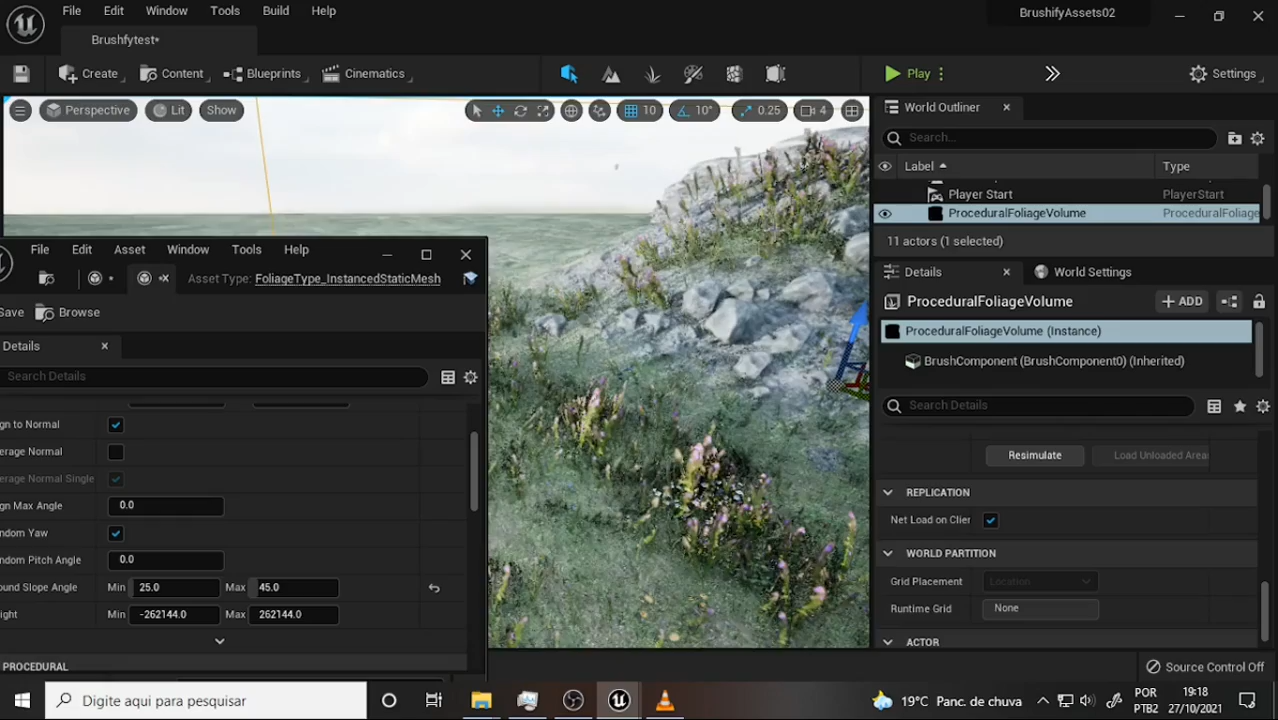 File Edit Window Tools Build Help
BrushifyAssets02
Brushfytest*
Create Content Blueprints Cinematics Play Settings
Perspective Lit Show 10 10° 0.25 4
World Outliner
Search...
Label Type
Player Start PlayerStart
ProceduralFoliageVolume ProceduralFoliage
11 actors (1 selected)
Details World Settings
ProceduralFoliageVolume ADD
ProceduralFoliageVolume (Instance)
BrushComponent (BrushComponent0) (Inherited)
Search Details
Resimulate Load Unloaded Area
REPLICATION
Net Load on Clier
WORLD PARTITION
Grid Placement Location
Runtime Grid None
ACTOR
Source Control Off
File Edit Asset Window Tools Help
Asset Type: FoliageType_InstancedStaticMesh
Save Browse
Details
Search Details
gn to Normal
erage Normal
erage Normal Single
gn Max Angle 0.0
ndom Yaw
ndom Pitch Angle 0.0
ound Slope Angle Min 25.0 Max 45.0
ight Min -262144.0 Max 262144.0
PROCEDURAL
Digite aqui para pesquisar
19°C Panc. de chuva
POR
PTB2
19:18
27/10/2021